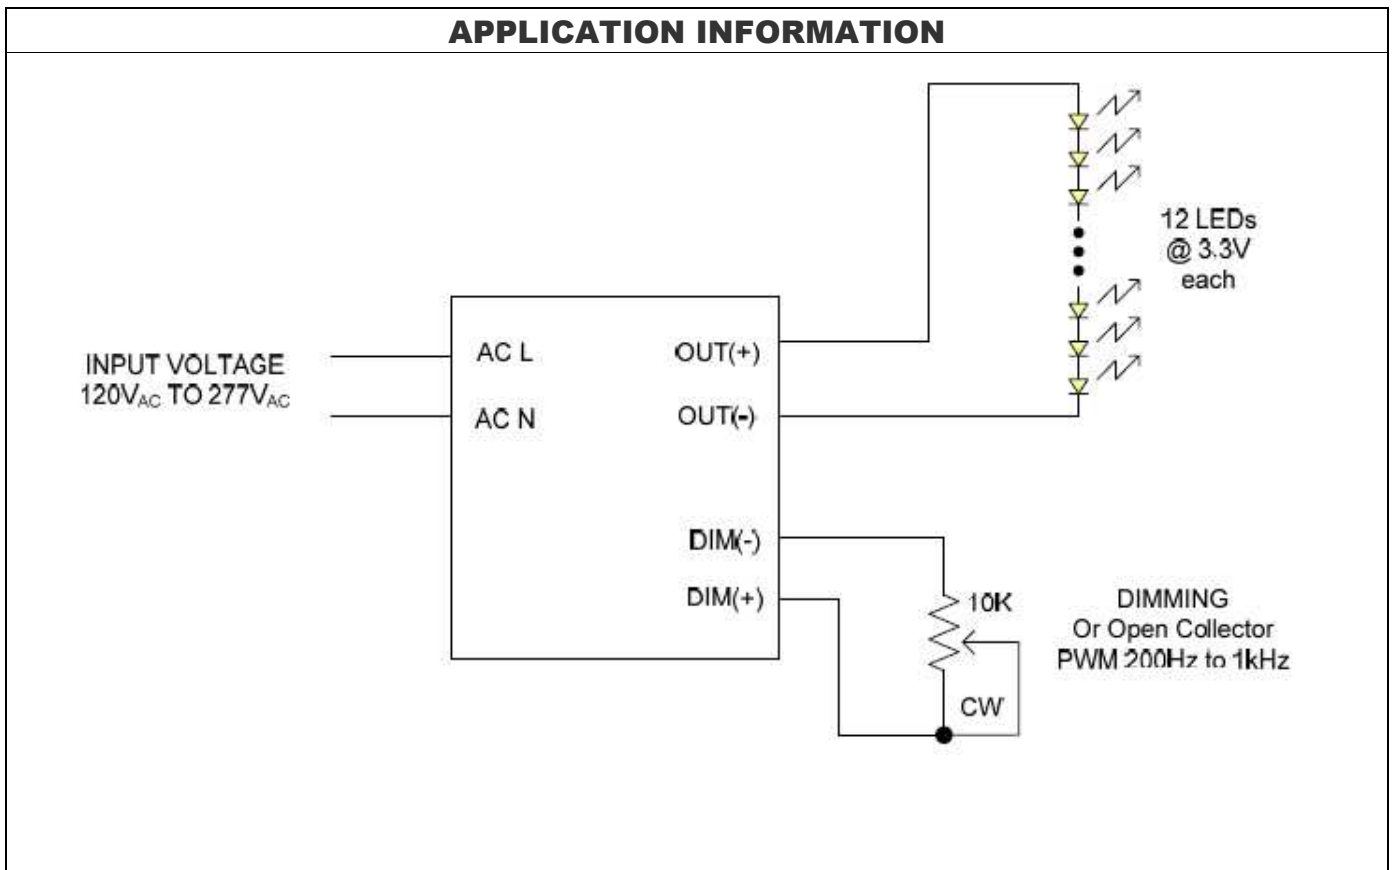 APPLICATION INFORMATION
12 LEDs
@ 3.3V
each
INPUT VOLTAGE
120VAC TO 277VAC
AC L
AC N
OUT(+)
OUT(-)
DIM(-)
DIM(+)
10K
CW
DIMMING
Or Open Collector
PWM 200Hz to 1kHz